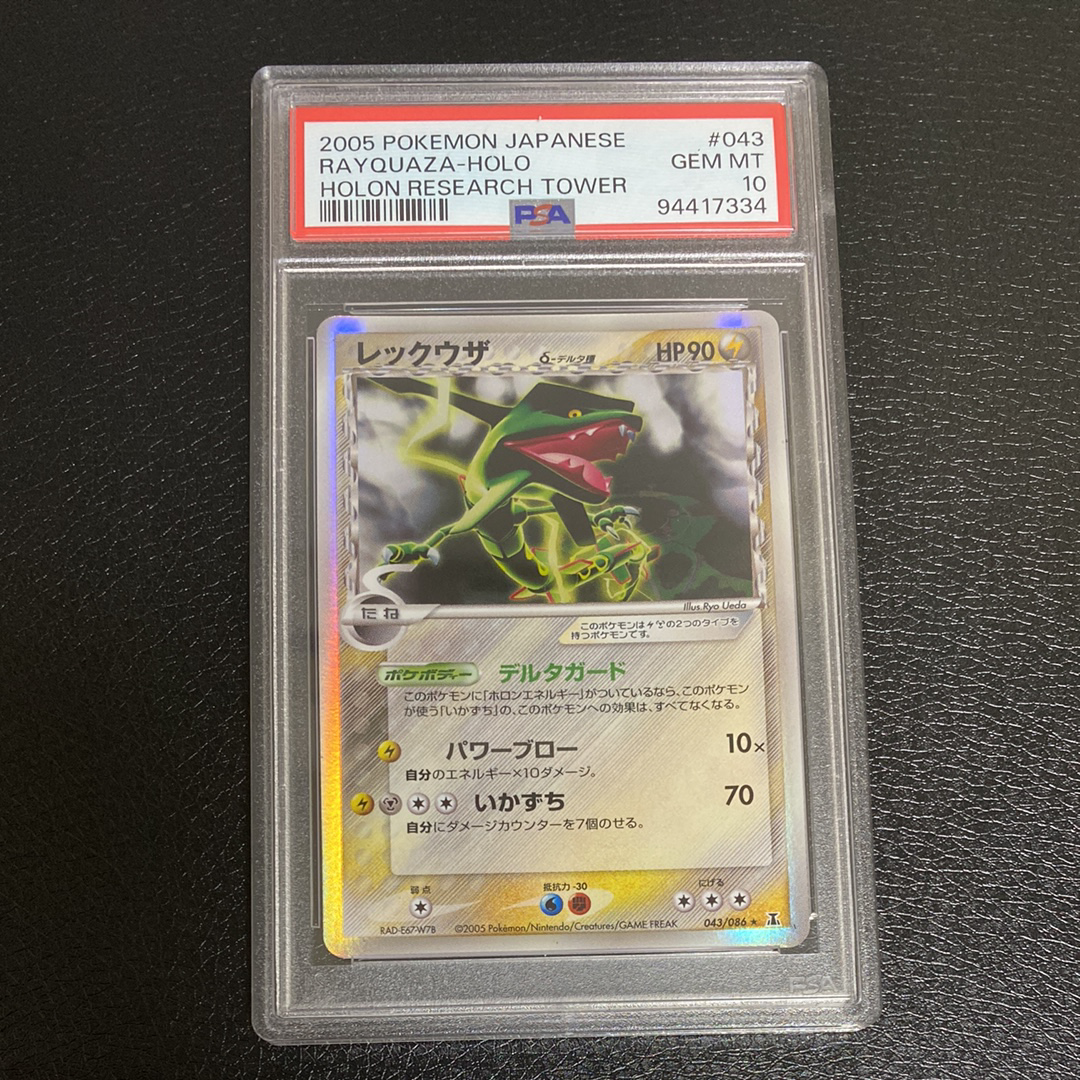 2005 POKEMON JAPANESE #043
RAYQUAZA-HOLO GEM MT
HOLON RESEARCH TOWER 10
PSA 94417334
レックウザ δ-デルタ種 HP90
たね
Illus. Ryo Ueda
このポケモンはの2つのタイプを
持つポケモンです。
ポケボディー デルタガード
このポケモンに「ホロンエネルギー」がついているなら、このポケモン
が使う「いかずち」の、このポケモンへの効果は、すべてなくなる。
パワーブロー 10×
自分のエネルギー×10ダメージ。
いかずち 70
自分にダメージカウンターを7個のせる。
弱点 抵抗力 -30 にげる
RAD-E67-W7B ©2005 Pokémon/Nintendo/Creatures/GAME FREAK 043/086 ★
PSA